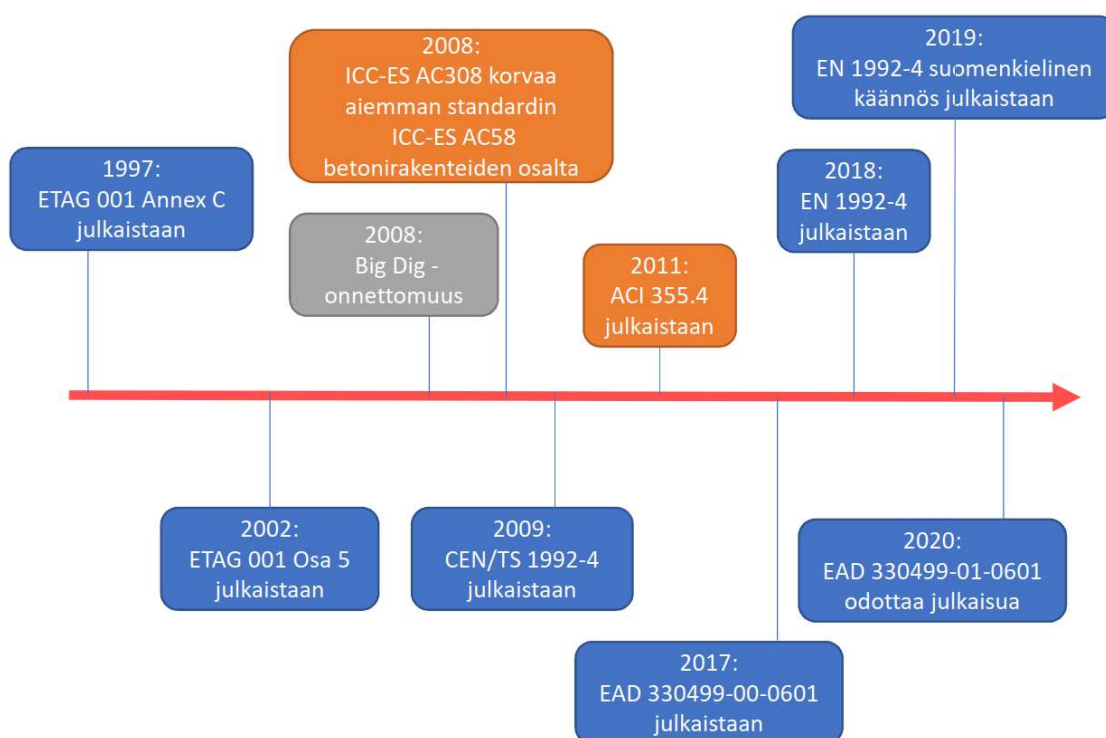 1997:
ETAG 001 Annex C
julkaistaan
2008:
ICC-ES AC308 korvaa
aiemman standardin
ICC-ES AC58
betonirakenteiden osalta
2008:
Big Dig -
onnettomuus
2011:
ACI 355.4
julkaistaan
2018:
EN 1992-4
julkaistaan
2019:
EN 1992-4 suomenkielinen
käännös julkaistaan
2002:
ETAG 001 Osa 5
julkaistaan
2009:
CEN/TS 1992-4
julkaistaan
2017:
EAD 330499-00-0601
julkaistaan
2020:
EAD 330499-01-0601
odottaa julkaisua